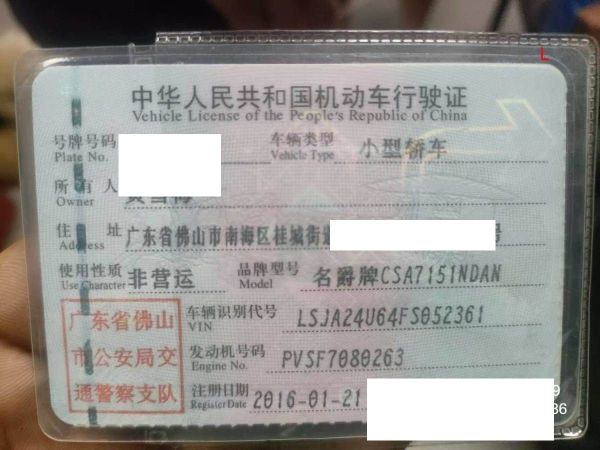 中华人民共和国机动车行驶证
Vehicle License of the People's Republic of China
号牌号码 车辆类型 小型轿车
Plate No. Vehicle Type
所有人
Owner
住址 广东省佛山市南海区桂城街道 号
Address
使用性质 非营运 品牌型号 名爵牌CSA7151NDAN
Use Character Model
广东省佛山 车辆识别代号 LSJA24U64FS052361
VIN
市公安局交 发动机号码 PVSF7080263
Engine No.
通警察支队 注册日期 2016-01-21
Register Date